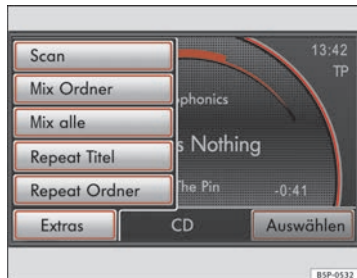 13:42
TP
Scan
Mix Ordner
Mix alle
Repeat Titel
Repeat Ordner
ophonics
s Nothing
The Pin
-0:41
Extras
CD
Auswählen
B5P-0532